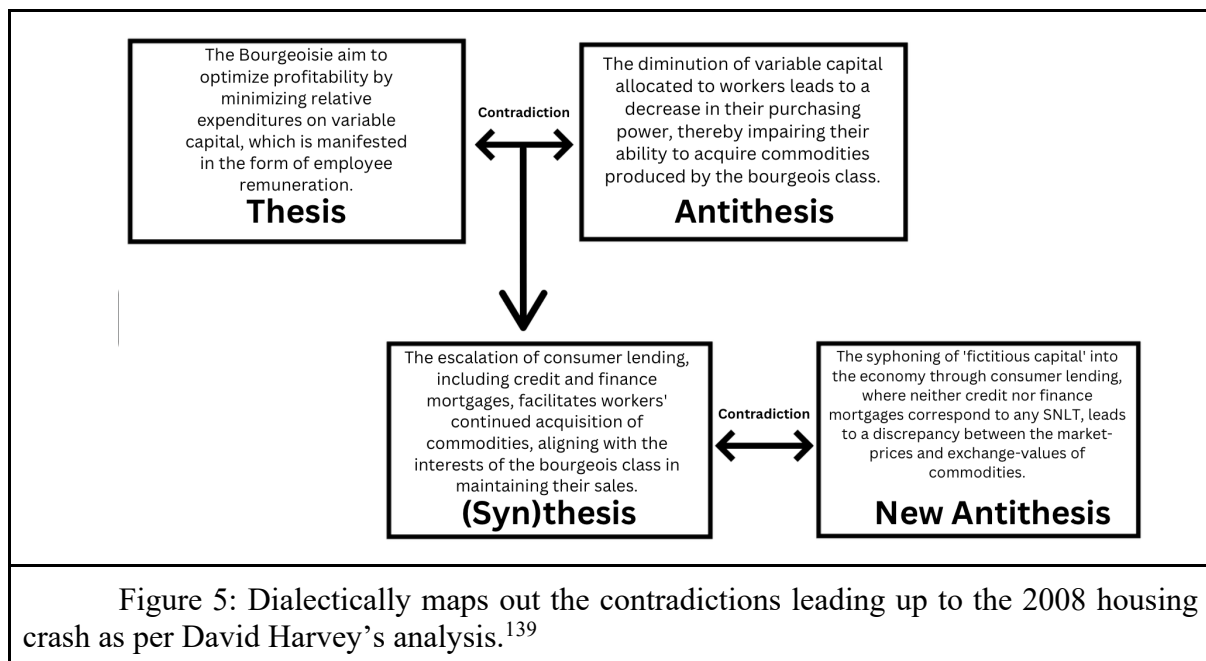 The Bourgeoisie aim to
optimize profitability by
minimizing relative
expenditures on variable
capital, which is manifested
in the form of employee
remuneration.
Thesis
Contradiction
The diminution of variable capital
allocated to workers leads to a
decrease in their purchasing
power, thereby impairing their
ability to acquire commodities
produced by the bourgeois class.
Antithesis
The escalation of consumer lending,
including credit and finance
mortgages, facilitates workers'
continued acquisition of
commodities, aligning with the
interests of the bourgeois class in
maintaining their sales.
(Syn)thesis
Contradiction
The syphoning of 'fictitious capital' into
the economy through consumer lending,
where neither credit nor finance
mortgages correspond to any SNLT, leads
to a discrepancy between the market-
prices and exchange-values of
commodities.
New Antithesis
Figure 5: Dialectically maps out the contradictions leading up to the 2008 housing
crash as per David Harvey’s analysis.139